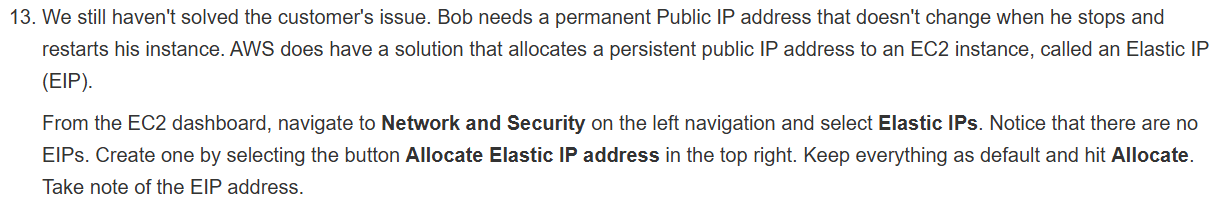 13. We still haven't solved the customer's issue. Bob needs a permanent Public IP address that doesn't change when he stops and
restarts his instance. AWS does have a solution that allocates a persistent public IP address to an EC2 instance, called an Elastic IP
(EIP).
From the EC2 dashboard, navigate to Network and Security on the left navigation and select Elastic IPs. Notice that there are no
EIPs. Create one by selecting the button Allocate Elastic IP address in the top right. Keep everything as default and hit Allocate.
Take note of the EIP address.